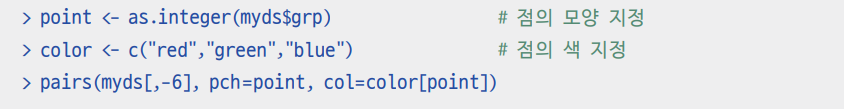 > point <- as.integer(myds$grp) # 점의 모양 지정
> color <- c("red","green","blue") # 점의 색 지정
> pairs(myds[,-6], pch=point, col=color[point])